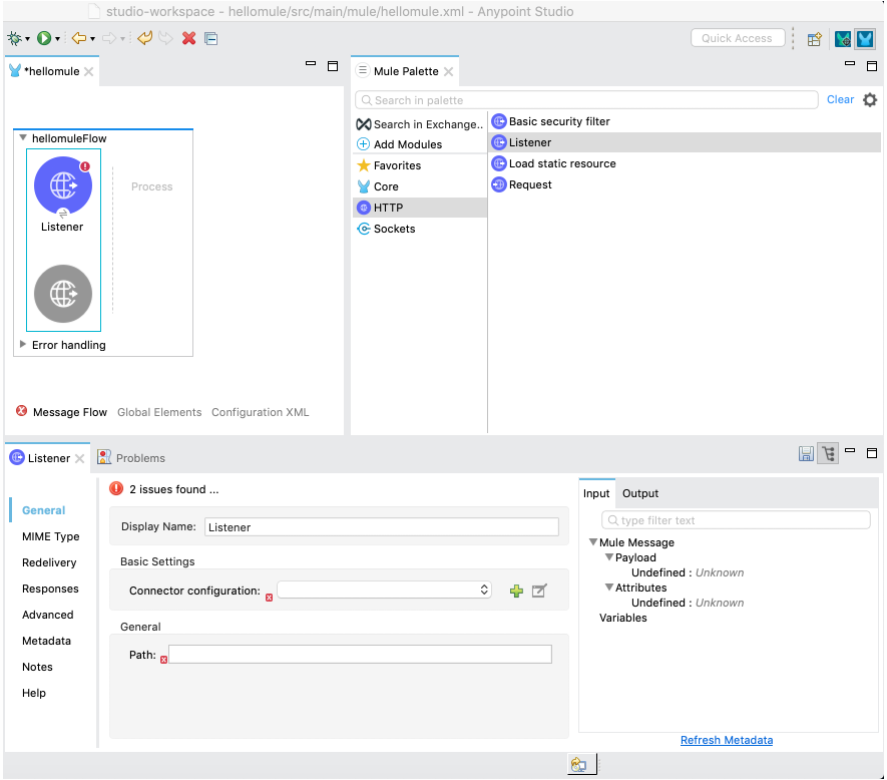 studio-workspace - hellomule/src/main/mule/hellomule.xml - Anypoint Studio
Quick Access
*hellomule
hellomuleFlow
Process
Listener
Error handling
Message Flow Global Elements Configuration XML
Mule Palette
Search in palette
Clear
Search in Exchange..
Add Modules
Favorites
Core
HTTP
Sockets
Basic security filter
Listener
Load static resource
Request
Listener
Problems
General
MIME Type
Redelivery
Responses
Advanced
Metadata
Notes
Help
2 issues found ...
Display Name: Listener
Basic Settings
Connector configuration:
General
Path:
Input Output
type filter text
Mule Message
Payload
Undefined : Unknown
Attributes
Undefined : Unknown
Variables
Refresh Metadata